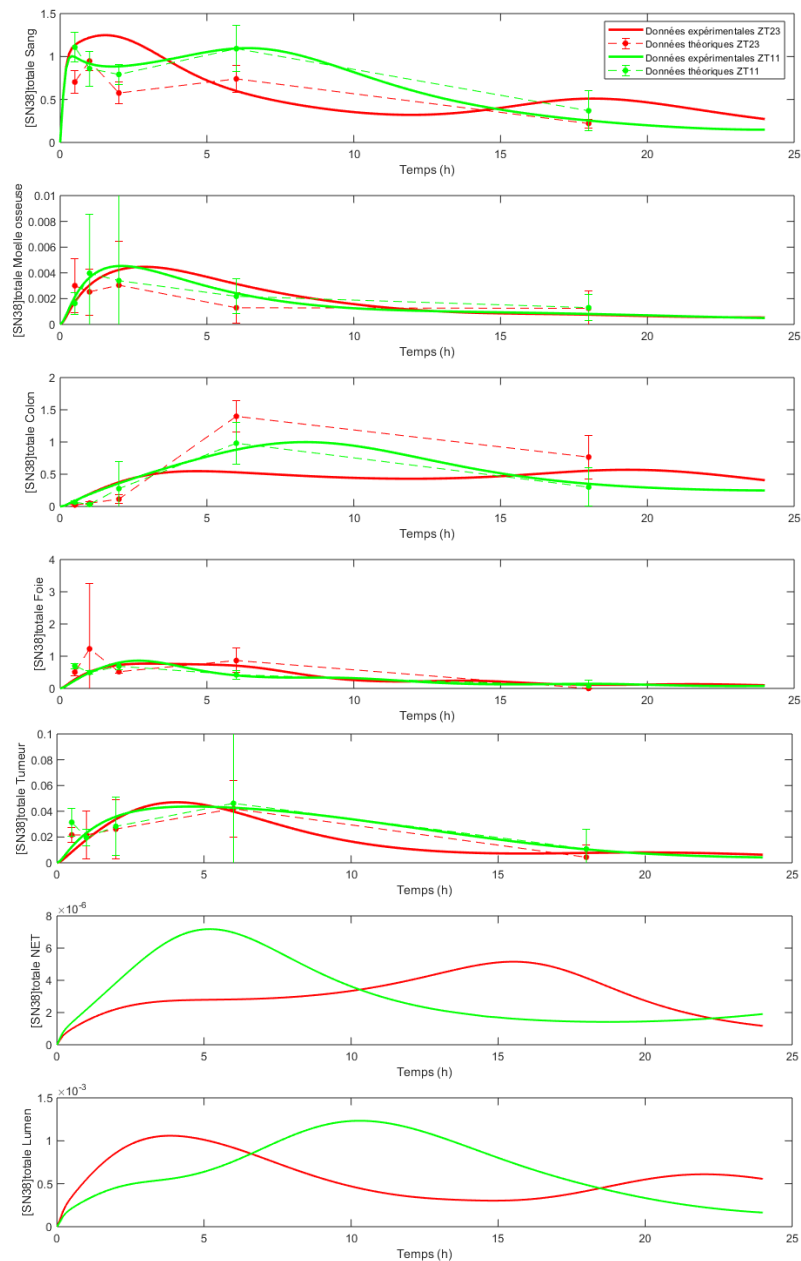 1.5
1
0.5
0
[SN38]totale Sang
Données expérimentales ZT23
Données théoriques ZT23
Données expérimentales ZT11
Données théoriques ZT11
0 5 10 15 20 25
Temps (h)
0.01
0.008
0.006
0.004
0.002
0
[SN38]totale Moelle osseuse
0 5 10 15 20 25
Temps (h)
2
1.5
1
0.5
0
[SN38]totale Colon
0 5 10 15 20 25
Temps (h)
4
3
2
1
0
[SN38]totale Foie
0 5 10 15 20 25
Temps (h)
0.1
0.08
0.06
0.04
0.02
0
[SN38]totale Tumeur
0 5 10 15 20 25
Temps (h)
×10-6
8
6
4
2
0
[SN38]totale NET
0 5 10 15 20 25
Temps (h)
×10-3
1.5
1
0.5
0
[SN38]totale Lumen
0 5 10 15 20 25
Temps (h)